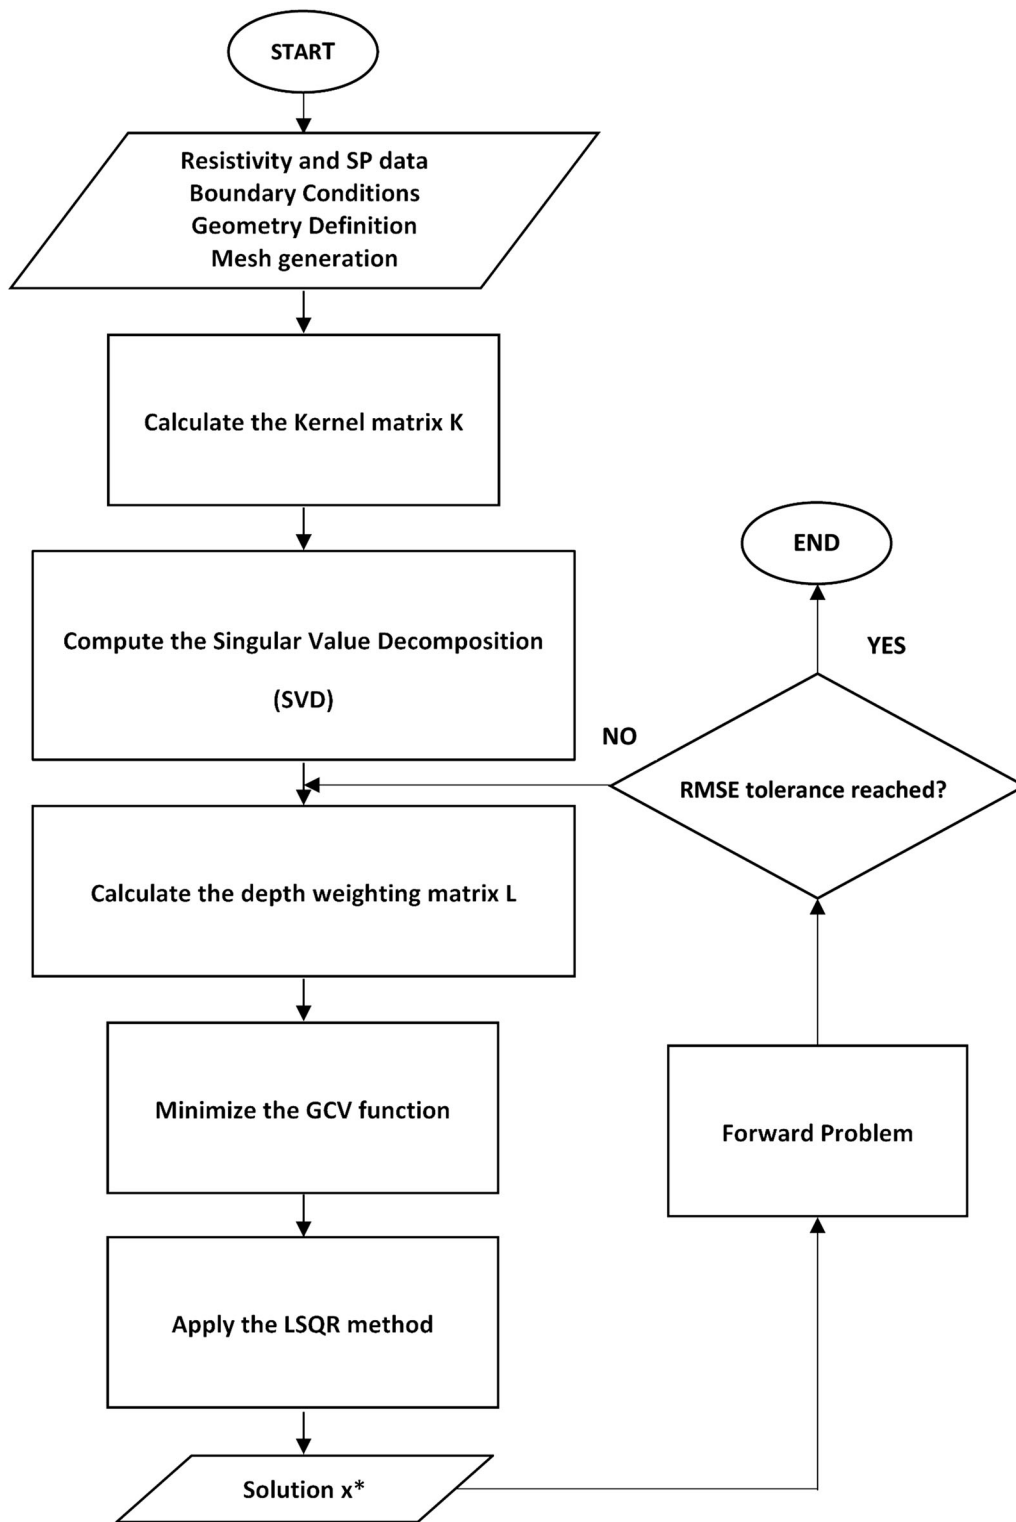 START
Resistivity and SP data
Boundary Conditions
Geometry Definition
Mesh generation
Calculate the Kernel matrix K
Compute the Singular Value Decomposition
(SVD)
Calculate the depth weighting matrix L
Minimize the GCV function
Apply the LSQR method
Solution x*
Forward Problem
RMSE tolerance reached?
NO
YES
END